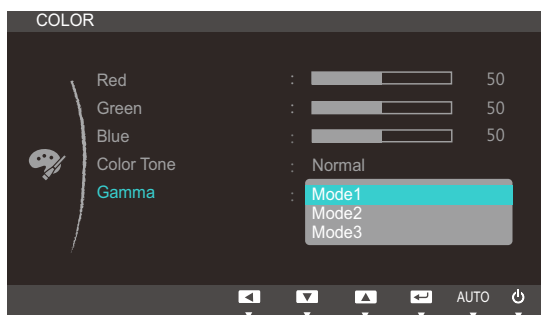 COLOR
Red : 50
Green : 50
Blue : 50
Color Tone : Normal
Gamma : Mode1
Mode2
Mode3
AUTO